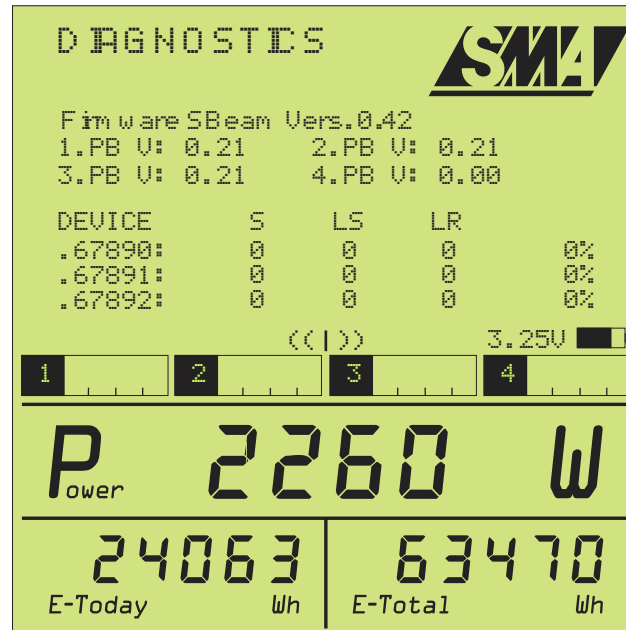 DIAGNOSTICS
SMA
Firmware SBeam Vers.0.42
1.PB V: 0.21 2.PB V: 0.21
3.PB V: 0.21 4.PB V: 0.00
DEVICE S LS LR
.67890: 0 0 0 0%
.67891: 0 0 0 0%
.67892: 0 0 0 0%
((|)) 3.25V
1 2 3 4
Power 2260 W
24063 63470
E-Today Wh E-Total Wh